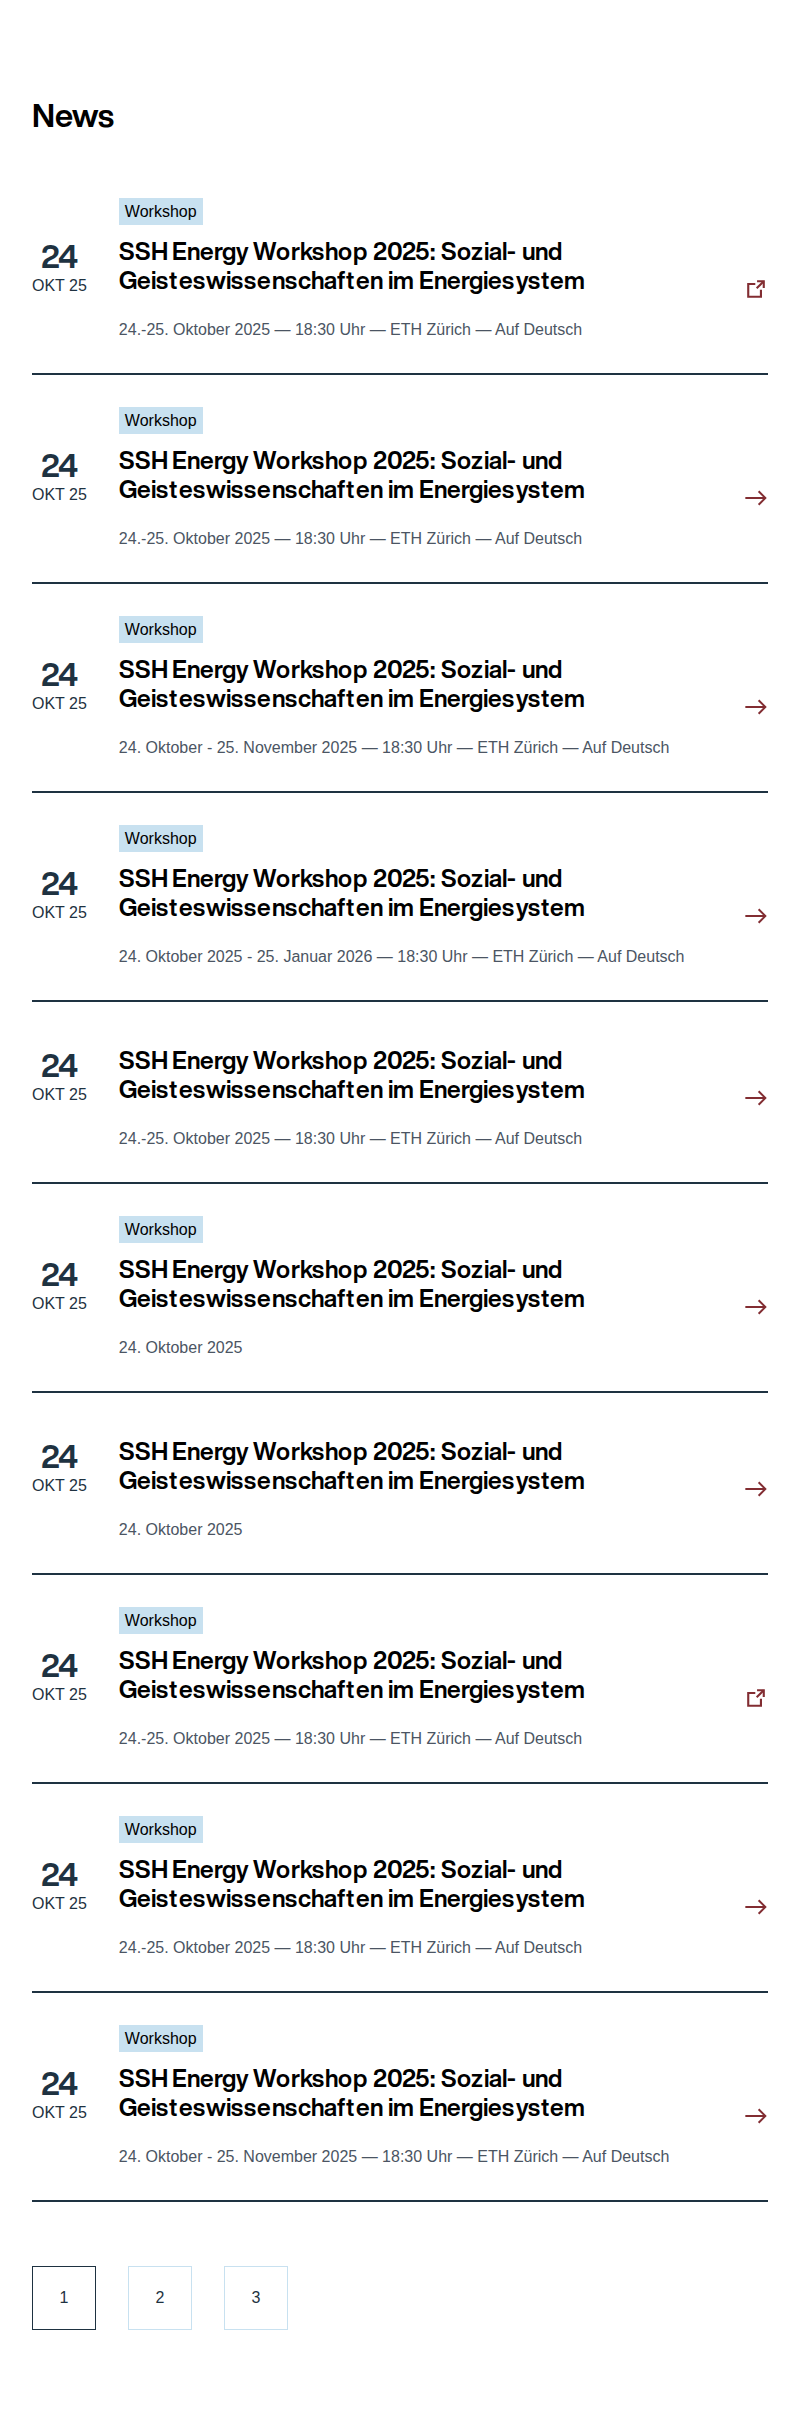 News
Workshop
24
OKT 25
SSH Energy Workshop 2025: Sozial- und
Geisteswissenschaften im Energiesystem
24.-25. Oktober 2025 — 18:30 Uhr — ETH Zürich — Auf Deutsch
Workshop
24
OKT 25
SSH Energy Workshop 2025: Sozial- und
Geisteswissenschaften im Energiesystem
24.-25. Oktober 2025 — 18:30 Uhr — ETH Zürich — Auf Deutsch
Workshop
24
OKT 25
SSH Energy Workshop 2025: Sozial- und
Geisteswissenschaften im Energiesystem
24. Oktober - 25. November 2025 — 18:30 Uhr — ETH Zürich — Auf Deutsch
Workshop
24
OKT 25
SSH Energy Workshop 2025: Sozial- und
Geisteswissenschaften im Energiesystem
24. Oktober 2025 - 25. Januar 2026 — 18:30 Uhr — ETH Zürich — Auf Deutsch
24
OKT 25
SSH Energy Workshop 2025: Sozial- und
Geisteswissenschaften im Energiesystem
24.-25. Oktober 2025 — 18:30 Uhr — ETH Zürich — Auf Deutsch
Workshop
24
OKT 25
SSH Energy Workshop 2025: Sozial- und
Geisteswissenschaften im Energiesystem
24. Oktober 2025
24
OKT 25
SSH Energy Workshop 2025: Sozial- und
Geisteswissenschaften im Energiesystem
24. Oktober 2025
Workshop
24
OKT 25
SSH Energy Workshop 2025: Sozial- und
Geisteswissenschaften im Energiesystem
24.-25. Oktober 2025 — 18:30 Uhr — ETH Zürich — Auf Deutsch
Workshop
24
OKT 25
SSH Energy Workshop 2025: Sozial- und
Geisteswissenschaften im Energiesystem
24.-25. Oktober 2025 — 18:30 Uhr — ETH Zürich — Auf Deutsch
Workshop
24
OKT 25
SSH Energy Workshop 2025: Sozial- und
Geisteswissenschaften im Energiesystem
24. Oktober - 25. November 2025 — 18:30 Uhr — ETH Zürich — Auf Deutsch
1 2 3